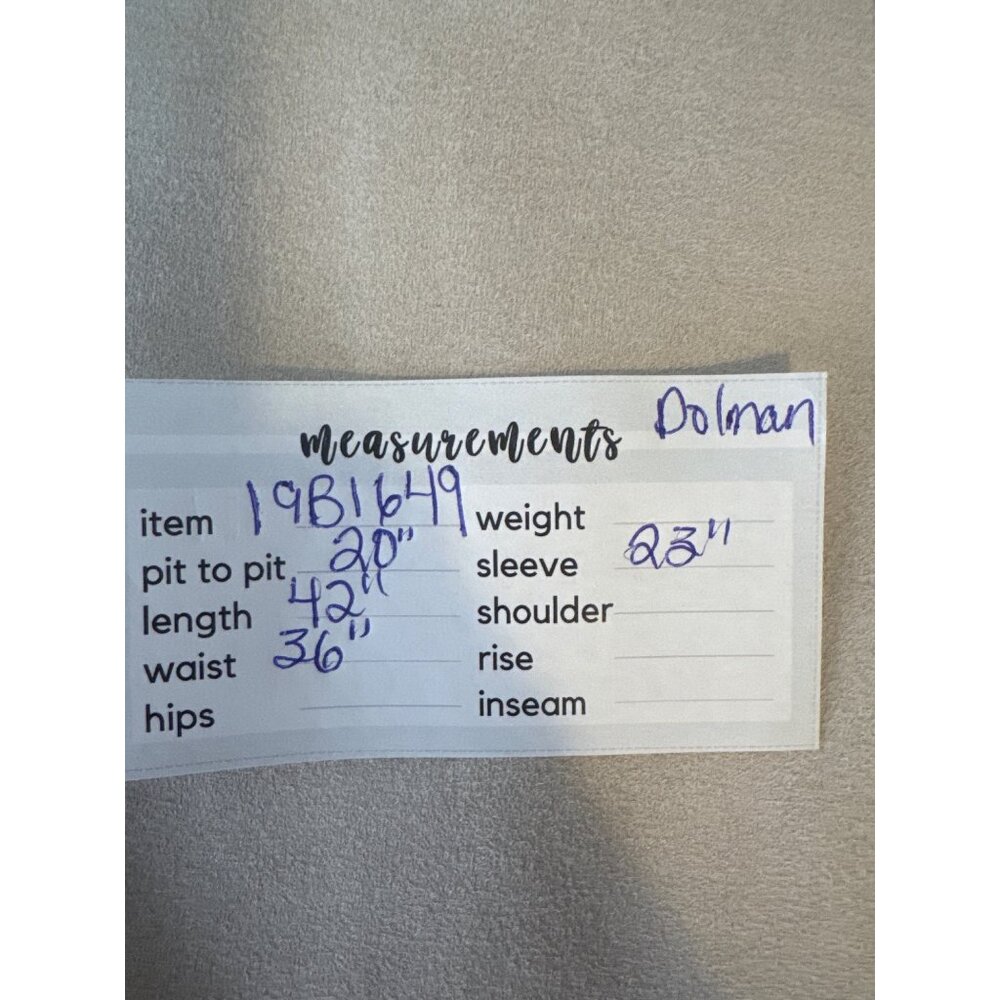 Dolman
measurements
item 19B1649 weight
pit to pit 20" sleeve 23"
length 42" shoulder
waist 36" rise
hips inseam